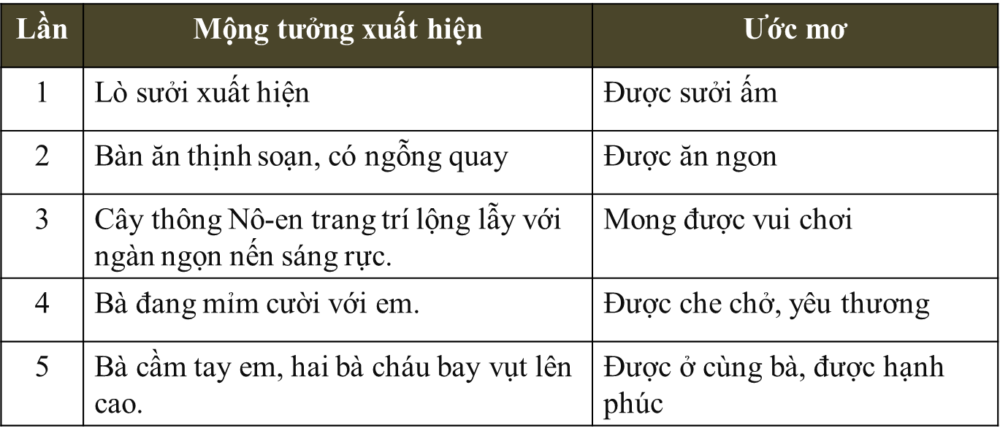 Lần Mộng tưởng xuất hiện Ước mơ
1 Lò sưởi xuất hiện Được sưởi ấm
2 Bàn ăn thịnh soạn, có ngỗng quay Được ăn ngon
3 Cây thông Nô-en trang trí lộng lẫy với Mong được vui chơi
ngàn ngọn nến sáng rực.
4 Bà đang mỉm cười với em. Được che chở, yêu thương
5 Bà cầm tay em, hai bà cháu bay vụt lên Được ở cùng bà, được hạnh
cao. phúc